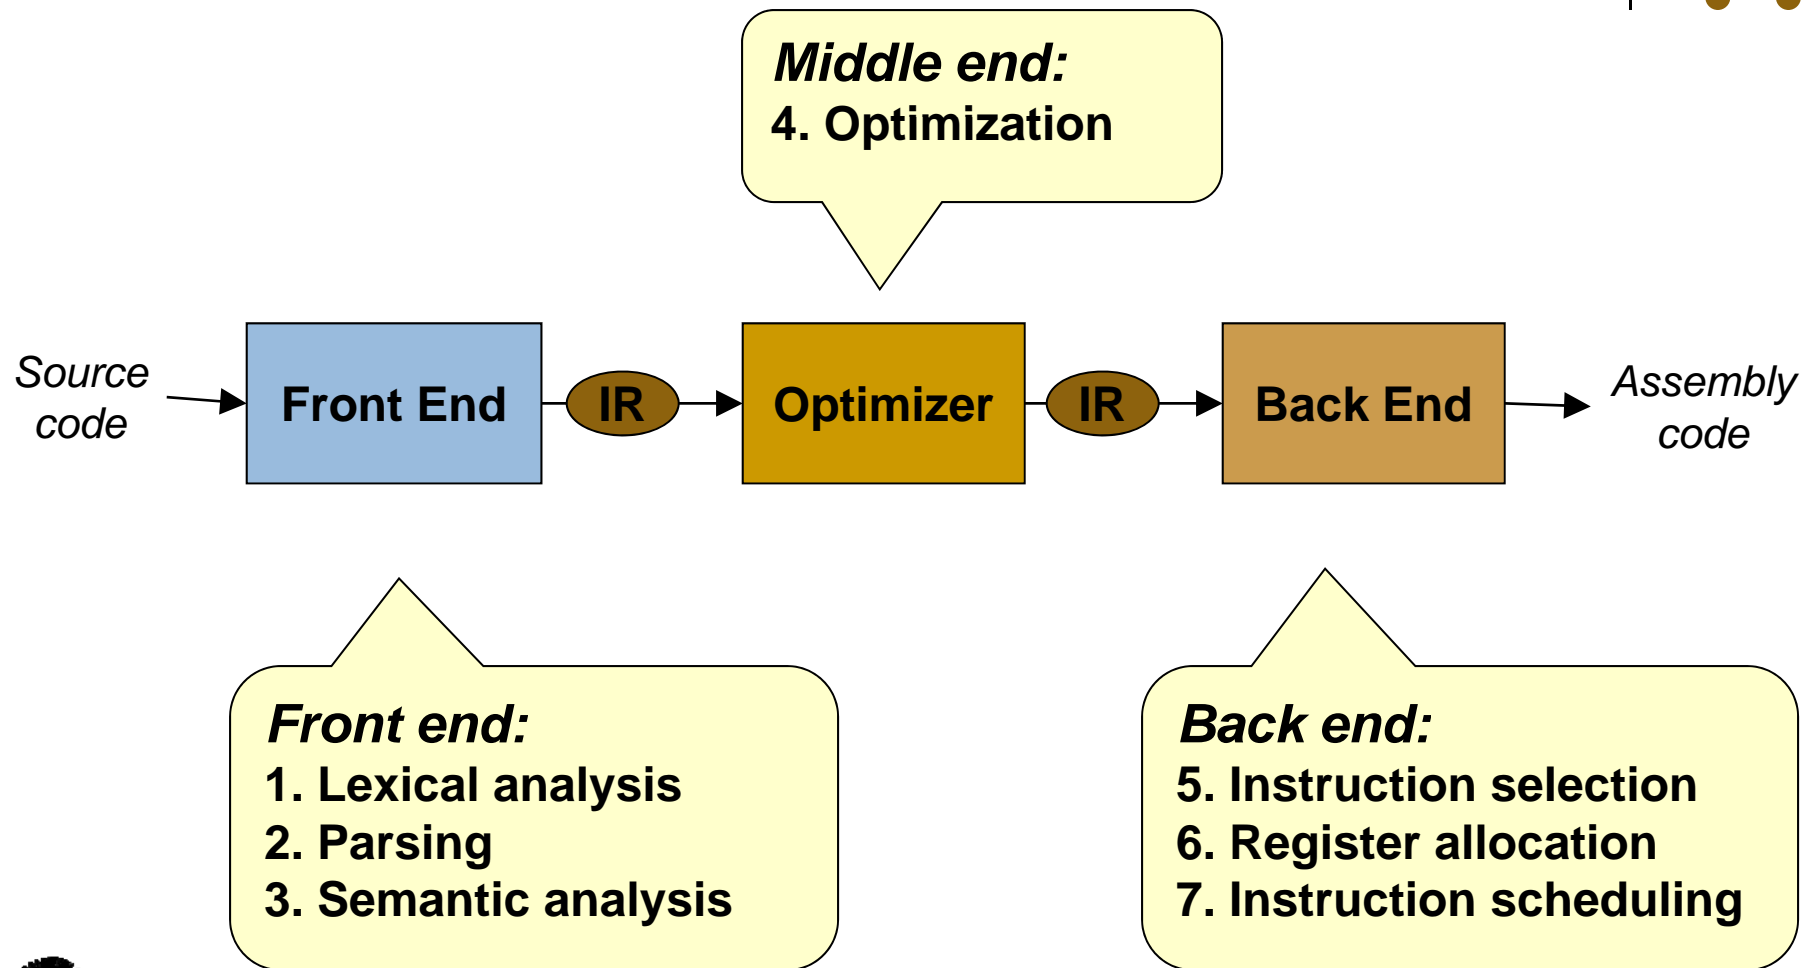 Middle end:
4. Optimization
Source
code
Front End
IR
Optimizer
IR
Back End
Assembly
code
Front end:
1. Lexical analysis
2. Parsing
3. Semantic analysis
Back end:
5. Instruction selection
6. Register allocation
7. Instruction scheduling